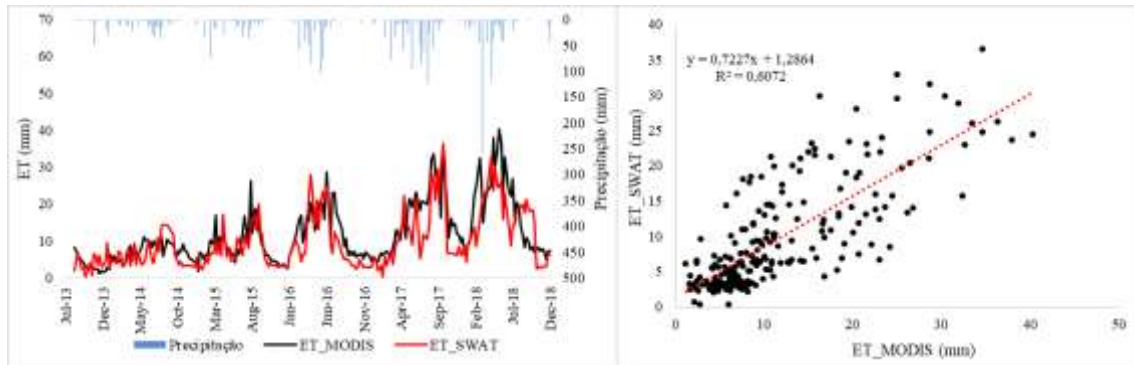 70
60
50
40
30
20
10
0
ET (mm)
0
50
100
150
200
250
300
350
400
450
500
Precipitação (mm)
Jul-13
Dec-13
May-14
Oct-14
Mar-15
Aug-15
Jun-16
Jun-16
Nov-16
Apr-17
Sep-17
Feb-18
Jul-18
Dec-18
Precipitação ET_MODIS ET_SWAT
40
35
30
25
20
15
10
5
0
ET_SWAT (mm)
y = 0,7227x + 1,2864
R² = 0,6072
0 10 20 30 40 50
ET_MODIS (mm)